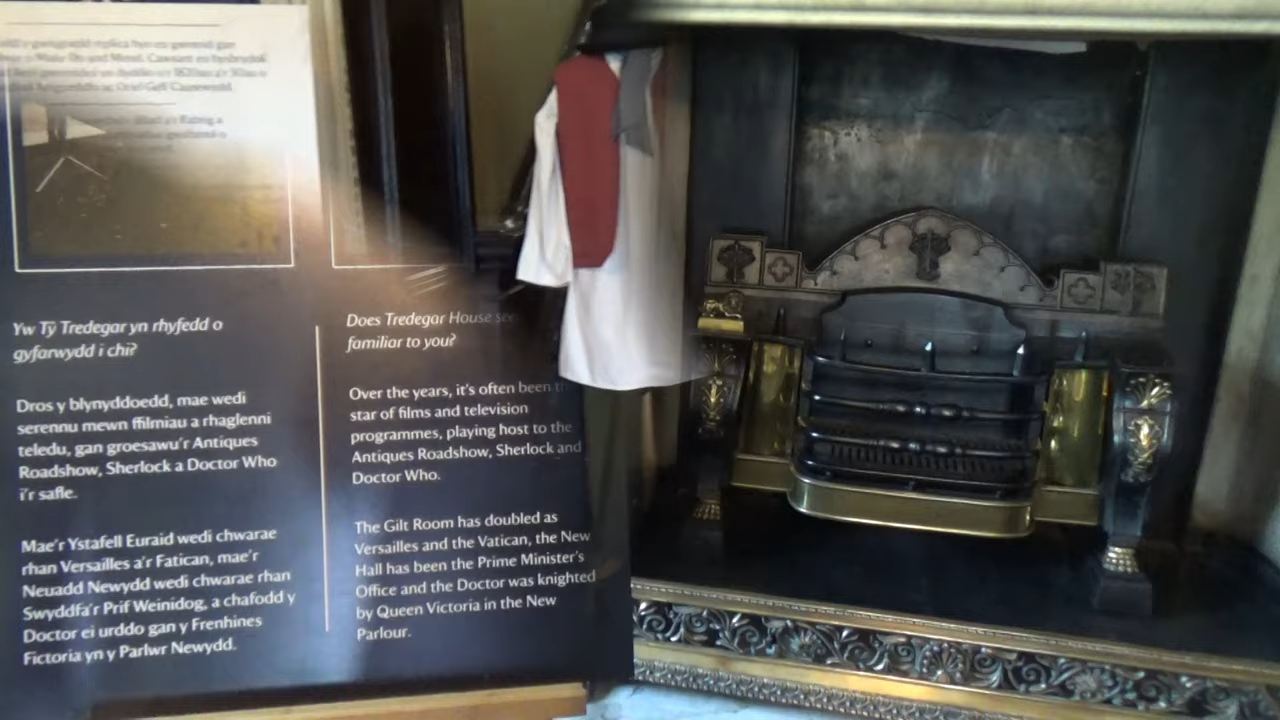 Yw Tŷ Tredegar yn rhyfedd o
gyfarwydd i chi?
Dros y blynyddoedd, mae wedi
serennu mewn ffilmiau a rhaglenni
teledu, gan groesawu'r Antiques
Roadshow, Sherlock a Doctor Who
i'r safle.
Mae'r Ystafell Euraid wedi chwarae
rhan Versailles a'r Fatican, mae'r
Neuadd Newydd wedi chwarae rhan
Swyddfa'r Prif Weinidog, a chafodd y
Doctor ei urddo gan y Frenhines
Fictoria yn y Parlwr Newydd.
Does Tredegar House
familiar to you?
Over the years, it's often been
star of films and television
programmes, playing host to the
Antiques Roadshow, Sherlock and
Doctor Who.
The Gilt Room has doubled as
Versailles and the Vatican, the New
Hall has been the Prime Minister's
Office and the Doctor was knighted
by Queen Victoria in the New
Parlour.